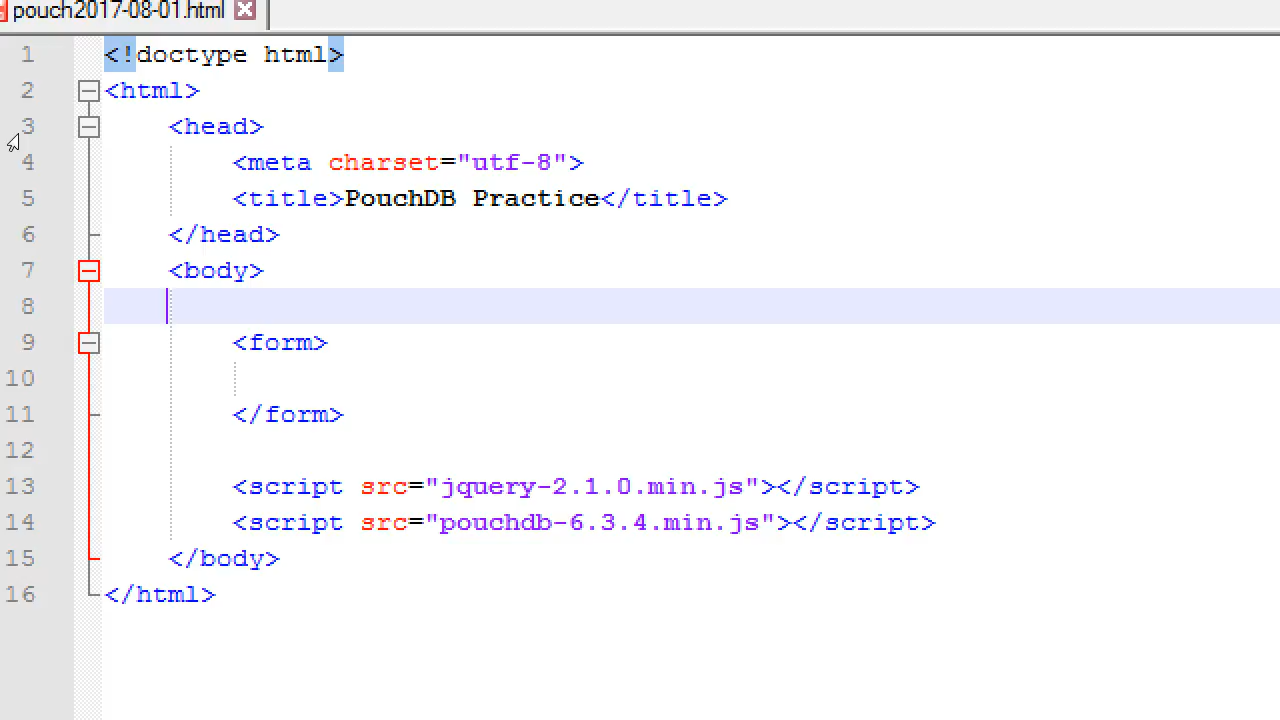 pouch2017-08-01.html
1 <!doctype html>
2 <html>
3 <head>
4 <meta charset="utf-8">
5 <title>PouchDB Practice</title>
6 </head>
7 <body>
8
9 <form>
10
11 </form>
12
13 <script src="jquery-2.1.0.min.js"></script>
14 <script src="pouchdb-6.3.4.min.js"></script>
15 </body>
16 </html>